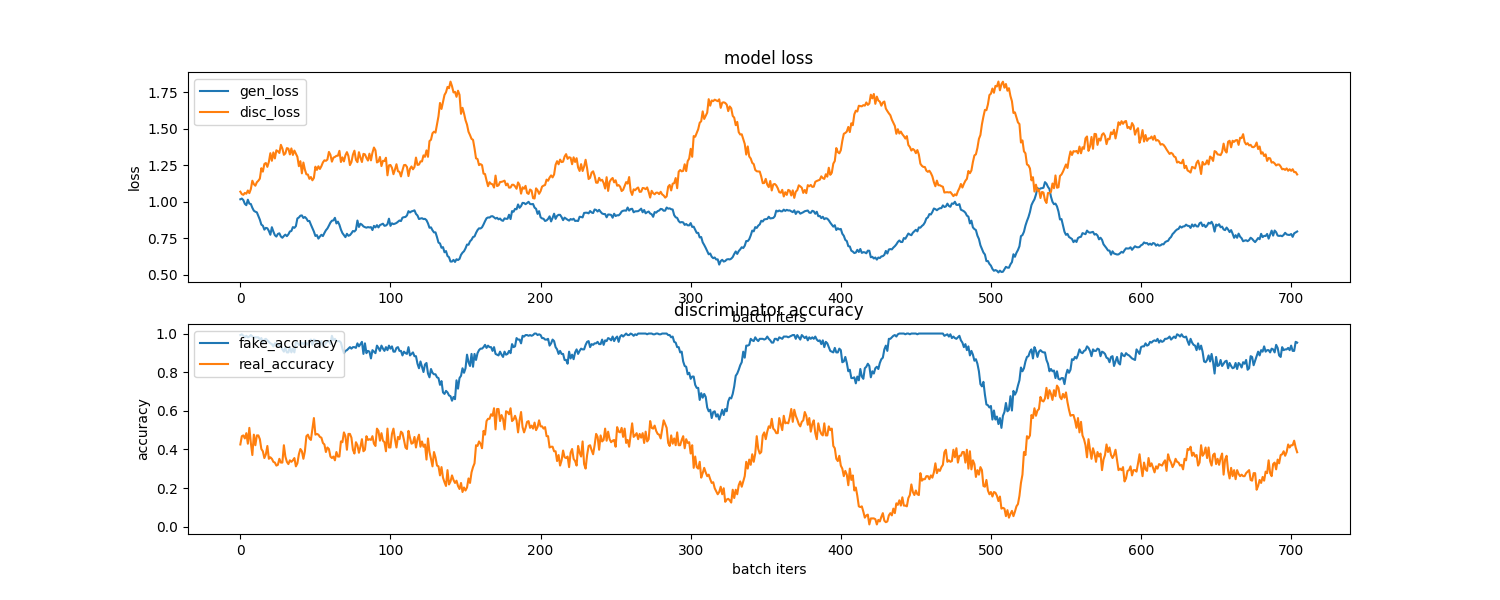 model loss
gen_loss
disc_loss
1.75
1.50
1.25
1.00
0.75
0.50
loss
0 100 200 300 400 500 600 700
batch iters
discriminator accuracy
fake_accuracy
real_accuracy
1.0
0.8
0.6
0.4
0.2
0.0
accuracy
0 100 200 300 400 500 600 700
batch iters